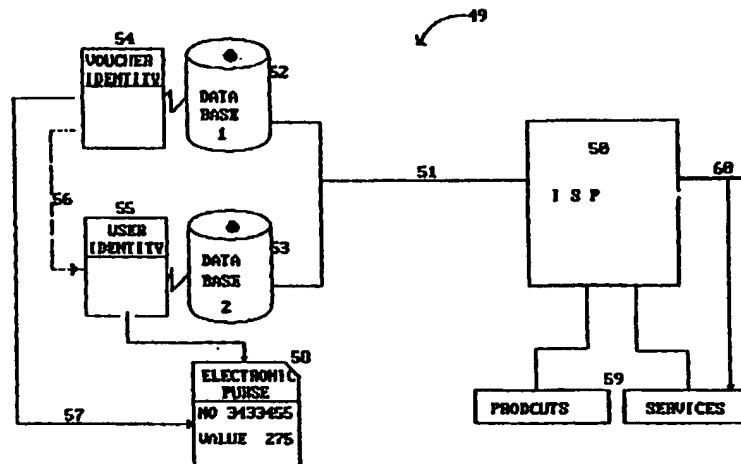 49
54
VOUCHER
IDENTITY
52
DATA
BASE
1
56
55
USER
IDENTITY
53
DATA
BASE
2
51
50
I S P
60
58
ELECTRONIC
PURSE
NO 3433455
VALUE 275
57
59
PRODCUTS
SERVICES